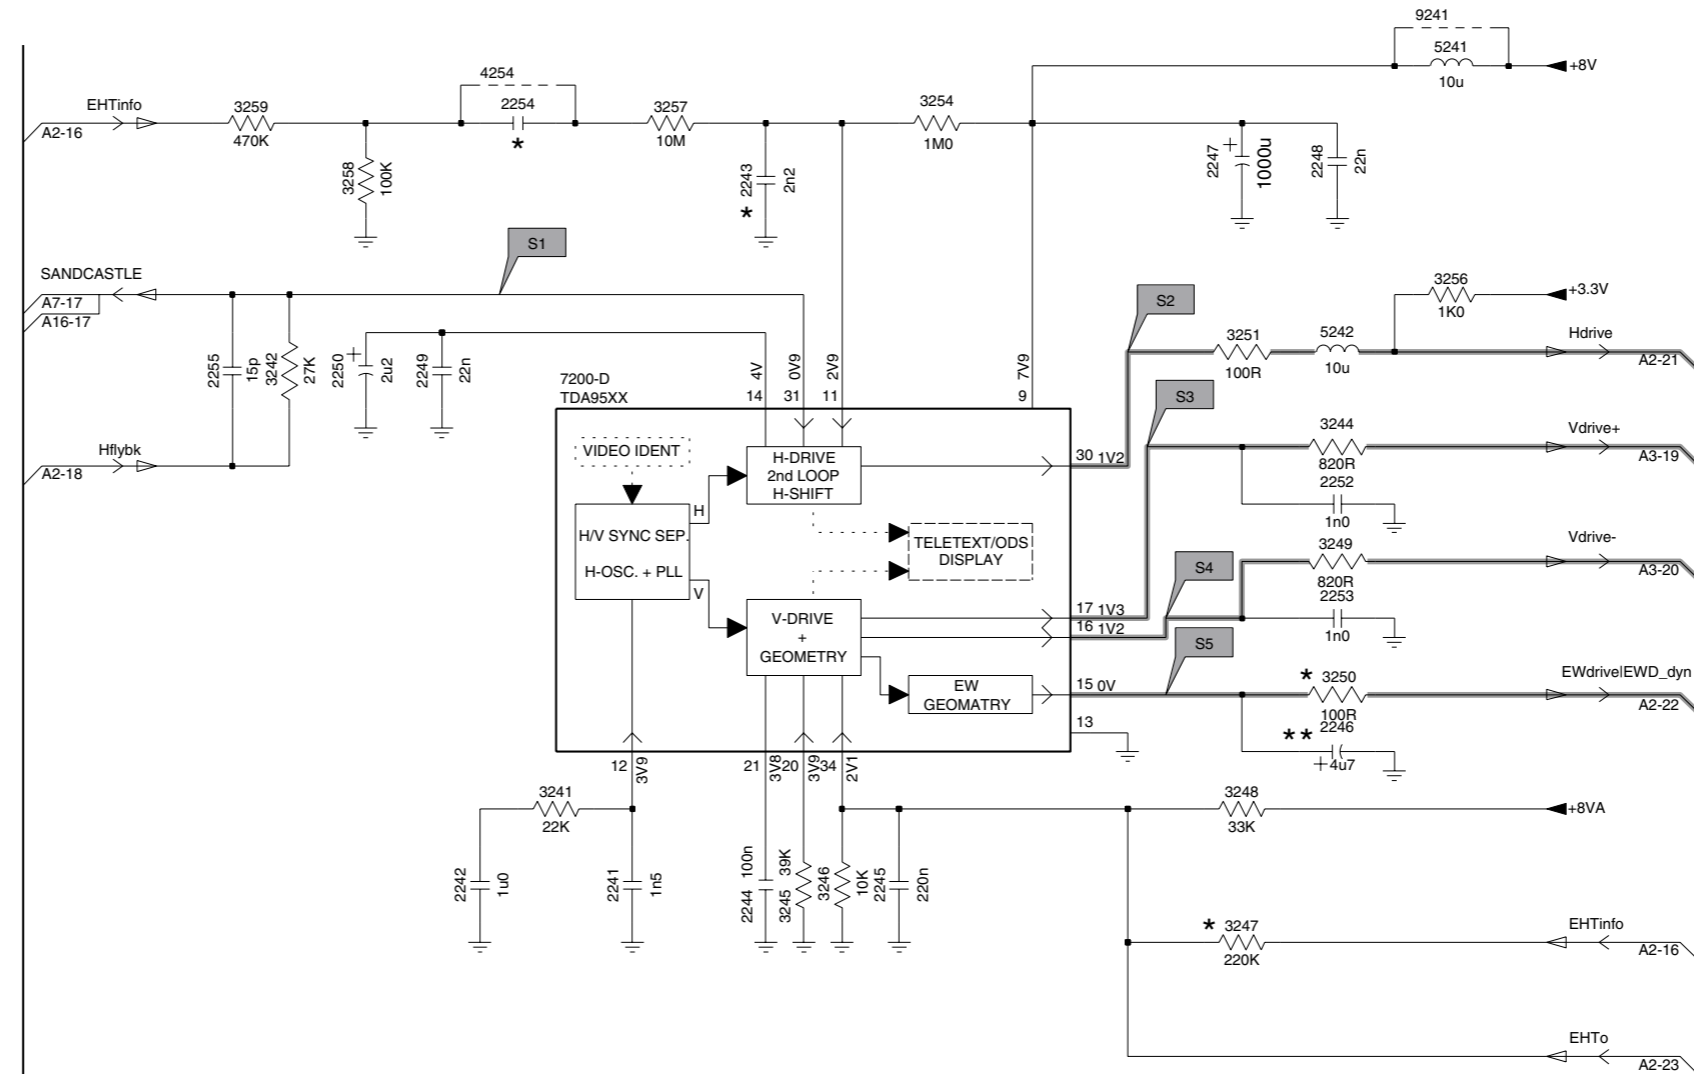 9241
5241
10u
+8V
4254
2254
*
EHTinfo
A2-16
3259
470K
3258
100K
3257
10M
2243
2n2
*
3254
1M0
2247
+
1000u
2248
22n
S1
SANDCASTLE
A7-17
A16-17
2255
15p
3242
27K
2250
+
2u2
2249
22n
Hflybk
A2-18
7200-D
TDA95XX
4V
14
0V9
31
2V9
11
7V9
9
S2
3256
1K0
+3.3V
3251
100R
5242
10u
Hdrive
A2-21
S3
3244
820R
2252
1n0
Vdrive+
A3-19
VIDEO IDENT
H-DRIVE
2nd LOOP
H-SHIFT
30 1V2
H/V SYNC SEP.
H-OSC. + PLL
H
V
TELETEXT/ODS
DISPLAY
S4
3249
820R
2253
1n0
Vdrive-
A3-20
V-DRIVE
+
GEOMETRY
17 1V3
16 1V2
S5
EW
GEOMATRY
15 0V
13
*
3250
100R
**
2246
+4u7
EWdrive|EWD_dyn
A2-22
12
3V9
21
3V8
20
3V9
34
2V1
3241
22K
2242
1u0
2241
1n5
2244
100n
3245
39K
3246
10K
2245
220n
3248
33K
+8VA
*
3247
220K
EHTinfo
A2-16
EHTo
A2-23